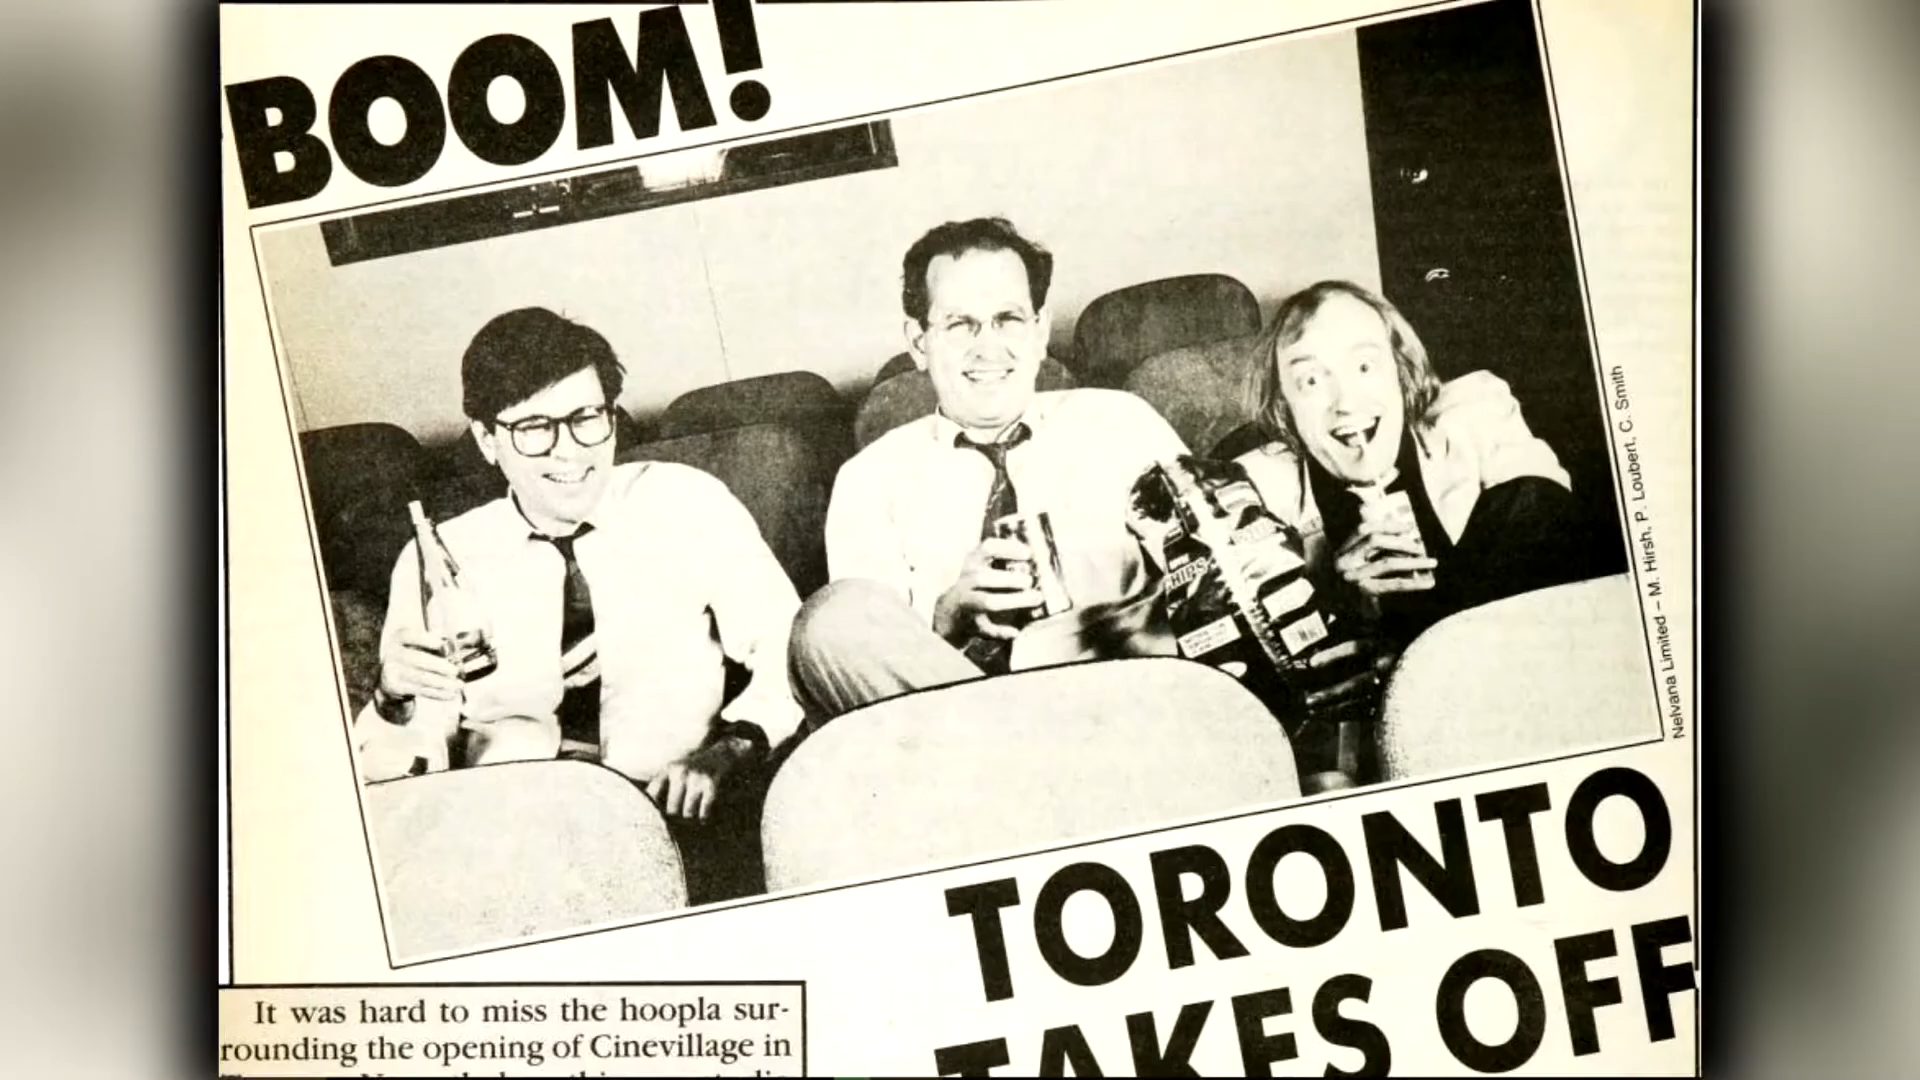 BOOM!
CHIPS
Nelvana Limited – M. Hirsh, P. Loubert, C. Smith
TORONTO
TAKES OFF
It was hard to miss the hoopla sur-
rounding the opening of Cinevillage in